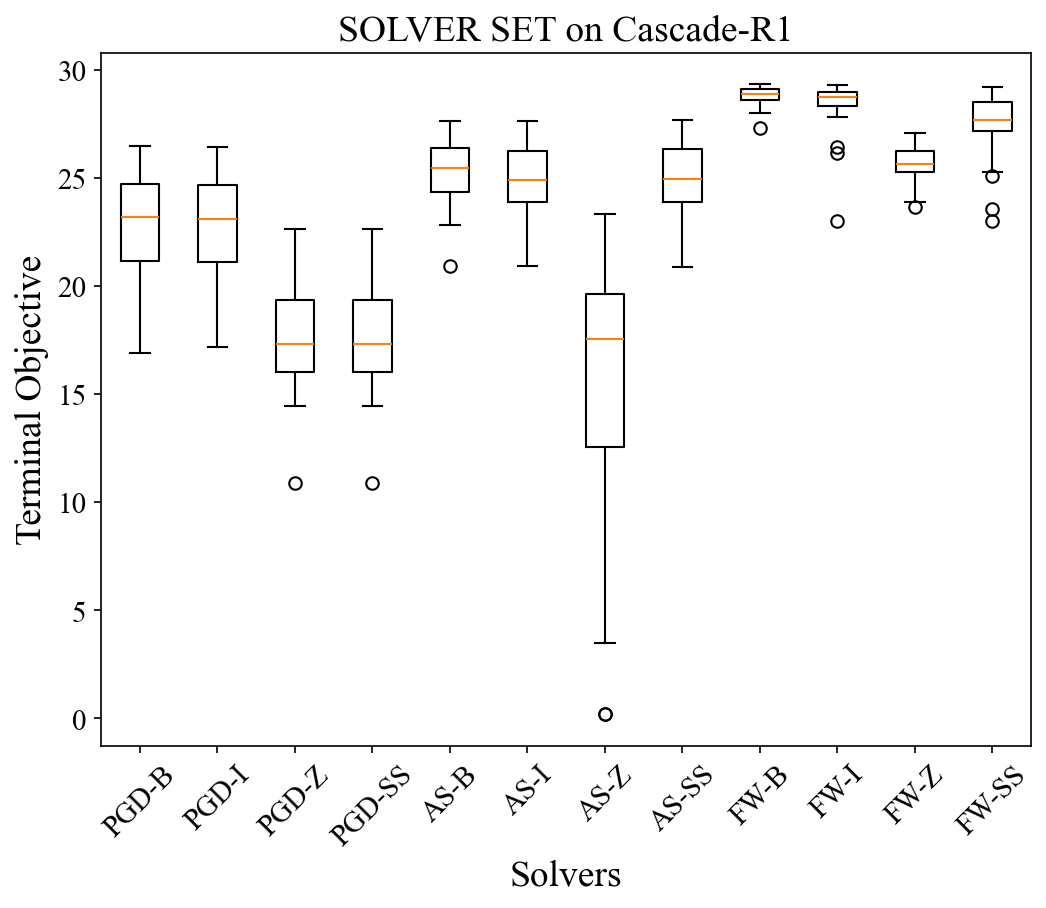 SOLVER SET on Cascade-R1
30
25
20
15
10
5
0
Terminal Objective
PGD-B
PGD-I
PGD-Z
PGD-SS
AS-B
AS-I
AS-Z
AS-SS
FW-B
FW-I
FW-Z
FW-SS
Solvers